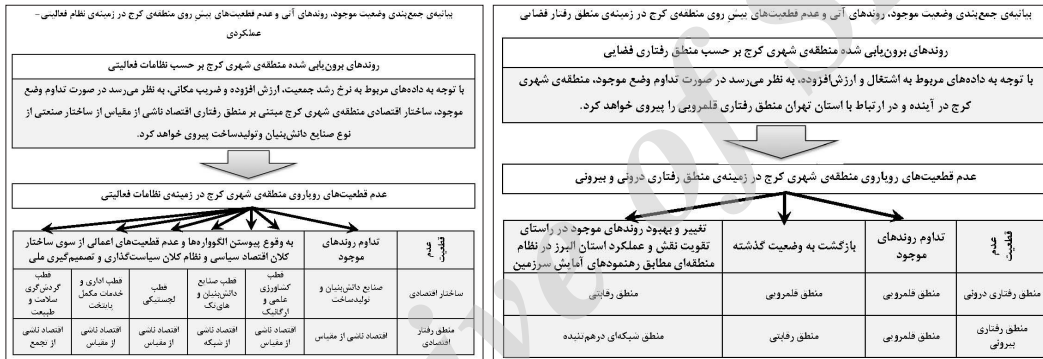 بیانیه‌ی جمع‌بندی وضعیت موجود، روندهای آتی و عدم قطعیت‌های پیش روی منطقه‌ی کرج در زمینه‌ی منطق رفتار فضایی
روندهای برون‌یابی شده منطقه‌ی شهری کرج بر حسب منطق رفتاری فضایی
با توجه به داده‌های مربوط به اشتغال و ارزش‌افزوده، به نظر می‌رسد در صورت تداوم وضع موجود، منطقه‌ی شهری
کرج در آینده و در ارتباط با استان تهران منطق رفتاری قلمرویی را پیروی خواهد کرد.
عدم قطعیت‌های رویاروی منطقه‌ی شهری کرج در زمینه‌ی منطق رفتاری درونی و بیرونی
عدم قطعیت
تداوم روندهای موجود
بازگشت به وضعیت گذشته
تغییر و بهبود روندهای موجود در راستای
تقویت نقش و عملکرد استان البرز در نظام
منطقه‌ای مطابق رهنمودهای آمایش سرزمین
منطق رفتاری درونی
منطق قلمرویی
منطق قلمرویی
منطق رقابتی
منطق رفتاری
بیرونی
منطق قلمرویی
منطق رقابتی
منطق شبکه‌ای درهم‌تنیده
بیانیه‌ی جمع‌بندی وضعیت موجود، روندهای آتی و عدم قطعیت‌های پیش روی منطقه‌ی کرج در زمینه‌ی نظام فعالیتی–
عملکردی
روندهای برون‌یابی شده منطقه‌ی شهری کرج بر حسب نظامات فعالیتی
با توجه به داده‌های مربوط به نرخ رشد جمعیت، ارزش افزوده و ضریب مکانی، به نظر می‌رسد در صورت تداوم وضع
موجود، ساختار اقتصادی منطقه‌ی شهری کرج مبتنی بر منطق رفتاری اقتصاد ناشی از مقیاس از ساختار صنعتی از
نوع صنایع دانش‌بنیان وتولیدساخت پیروی خواهد کرد.
عدم قطعیت‌های رویاروی منطقه‌ی شهری کرج در زمینه‌ی نظامات فعالیتی
عدم قطعیت
تداوم روندهای
موجود
به وقوع پیوستن الگوواره‌ها و عدم قطعیت‌های اعمالی از سوی ساختار
کلان اقتصاد سیاسی و نظام کلان سیاست‌گذاری و تصمیم‌گیری ملی
ساختار اقتصادی
صنایع دانش‌بنیان و
تولیدساخت
قطب
کشاورزی
علمی و
ارگانیک
قطب صنایع
دانش‌بنیان و
های‌تک
قطب
لجستیکی
قطب اداری و
خدمات مکمل
پایتخت
قطب
گردش‌گری
سلامت و
طبیعت
منطق رفتار
اقتصادی
اقتصاد ناشی از مقیاس
اقتصاد ناشی
از مقیاس
اقتصاد ناشی
از شبکه
اقتصاد ناشی
از مقیاس
اقتصاد ناشی
از مقیاس
اقتصاد ناشی
از تجمع